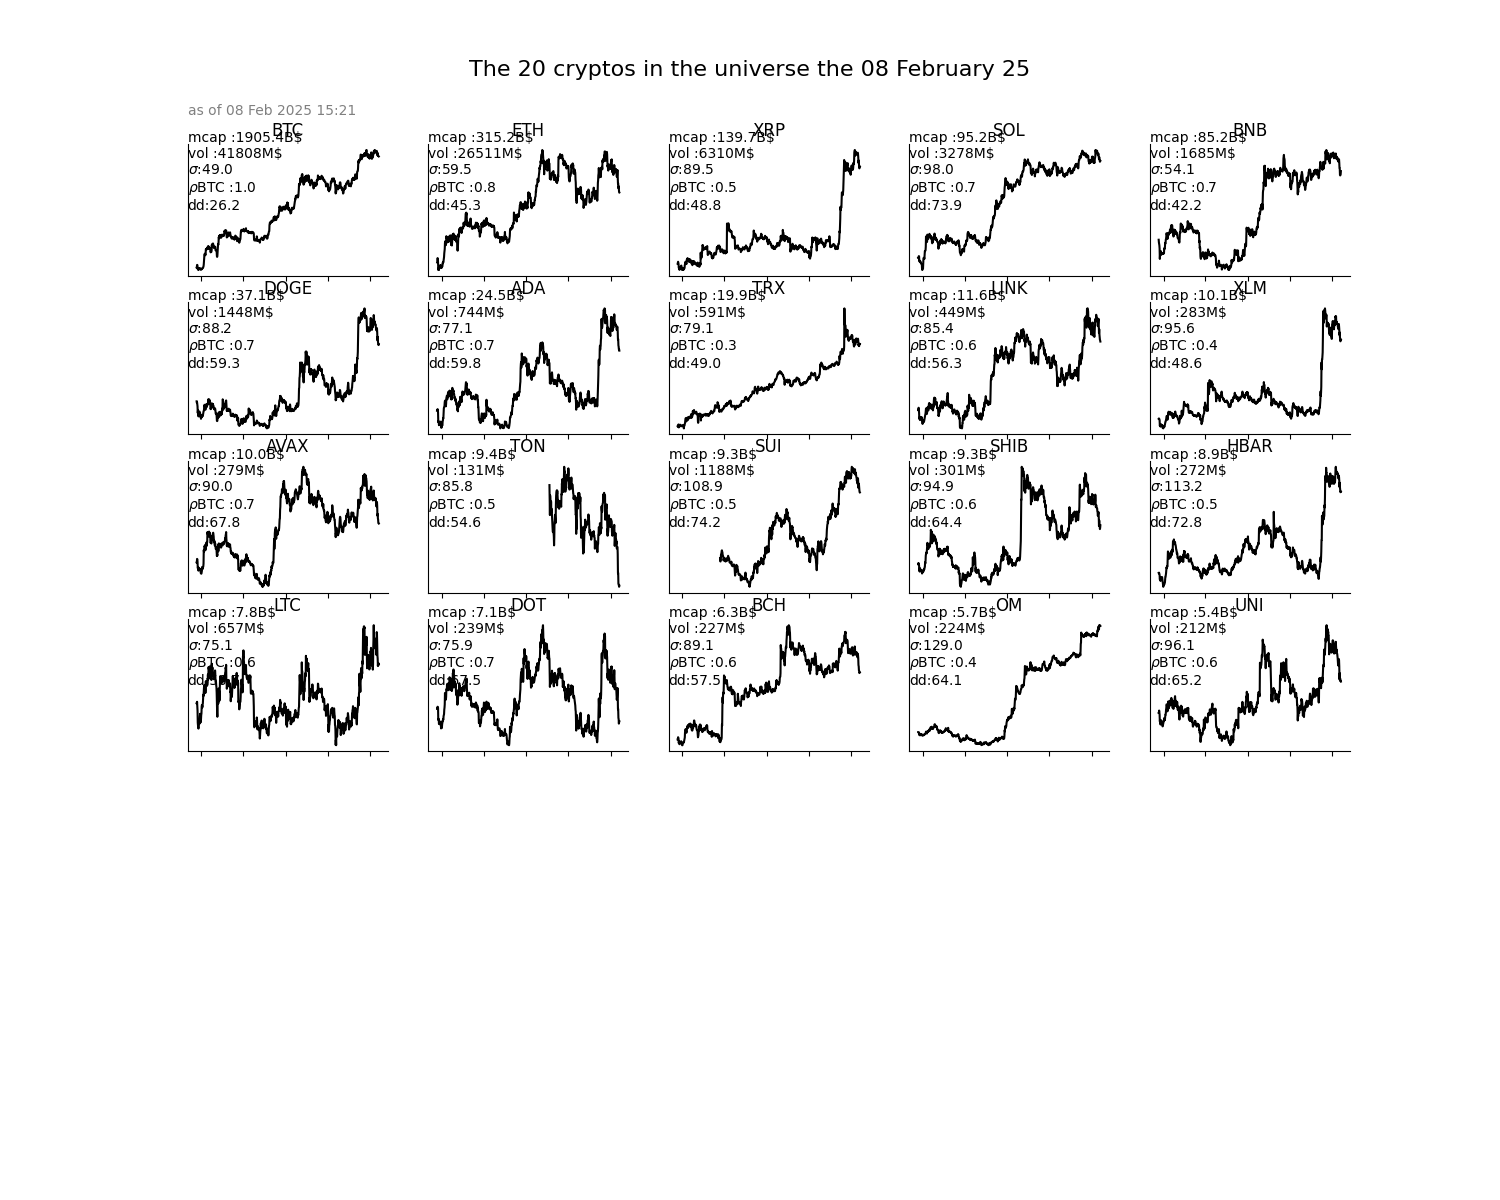 The 20 cryptos in the universe the 08 February 25
as of 08 Feb 2025 15:21
BTC
mcap :1905.4B$
vol :41808M$
σ:49.0
ρBTC :1.0
dd:26.2
ETH
mcap :315.2B$
vol :26511M$
σ:59.5
ρBTC :0.8
dd:45.3
XRP
mcap :139.7B$
vol :6310M$
σ:89.5
ρBTC :0.5
dd:48.8
SOL
mcap :95.2B$
vol :3278M$
σ:98.0
ρBTC :0.7
dd:73.9
BNB
mcap :85.2B$
vol :1685M$
σ:54.1
ρBTC :0.7
dd:42.2
DOGE
mcap :37.1B$
vol :1448M$
σ:88.2
ρBTC :0.7
dd:59.3
ADA
mcap :24.5B$
vol :744M$
σ:77.1
ρBTC :0.7
dd:59.8
TRX
mcap :19.9B$
vol :591M$
σ:79.1
ρBTC :0.3
dd:49.0
LINK
mcap :11.6B$
vol :449M$
σ:85.4
ρBTC :0.6
dd:56.3
XLM
mcap :10.1B$
vol :283M$
σ:95.6
ρBTC :0.4
dd:48.6
AVAX
mcap :10.0B$
vol :279M$
σ:90.0
ρBTC :0.7
dd:67.8
TON
mcap :9.4B$
vol :131M$
σ:85.8
ρBTC :0.5
dd:54.6
SUI
mcap :9.3B$
vol :1188M$
σ:108.9
ρBTC :0.5
dd:74.2
SHIB
mcap :9.3B$
vol :301M$
σ:94.9
ρBTC :0.6
dd:64.4
HBAR
mcap :8.9B$
vol :272M$
σ:113.2
ρBTC :0.5
dd:72.8
LTC
mcap :7.8B$
vol :657M$
σ:75.1
ρBTC :0.6
DOT
mcap :7.1B$
vol :239M$
σ:75.9
ρBTC :0.7
dd:67.5
BCH
mcap :6.3B$
vol :227M$
σ:89.1
ρBTC :0.6
dd:57.5
OM
mcap :5.7B$
vol :224M$
σ:129.0
ρBTC :0.4
dd:64.1
UNI
mcap :5.4B$
vol :212M$
σ:96.1
ρBTC :0.6
dd:65.2